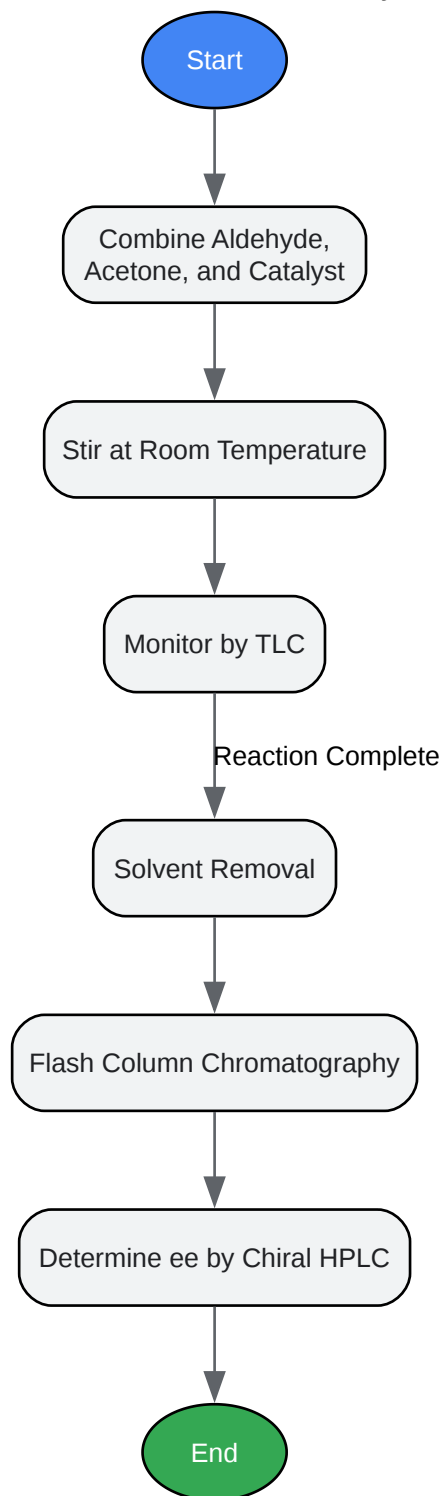 Start
Combine Aldehyde,
Acetone, and Catalyst
Stir at Room Temperature
Monitor by TLC
Reaction Complete
Solvent Removal
Flash Column Chromatography
Determine ee by Chiral HPLC
End